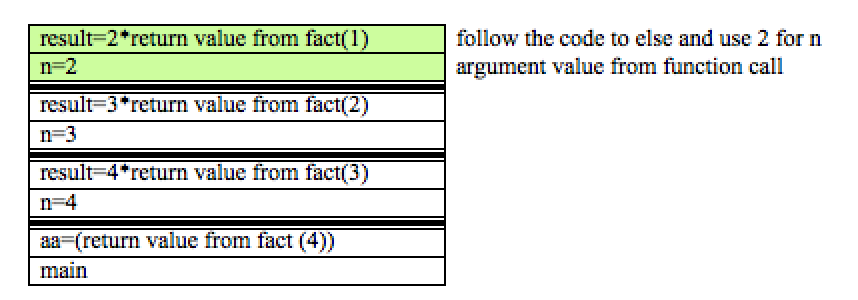 result=2*return value from fact(1)
follow the code to else and use 2 for n
n=2
argument value from function call
result=3*return value from fact(2)
n=3
result=4*return value from fact(3)
n=4
aa=(return value from fact (4))
main